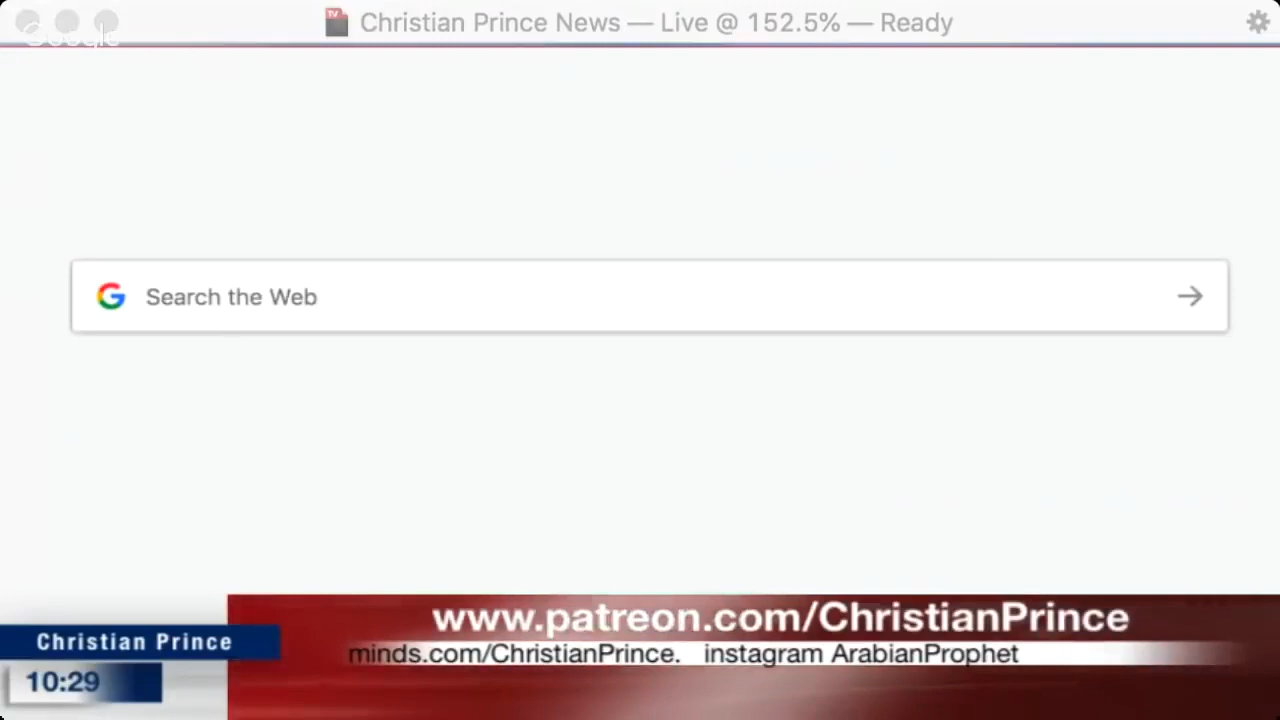 Christian Prince News — Live @ 152.5% — Ready
Google
G Search the Web
www.patreon.com/ChristianPrince
Christian Prince
minds.com/ChristianPrince. instagram ArabianProphet
10:29